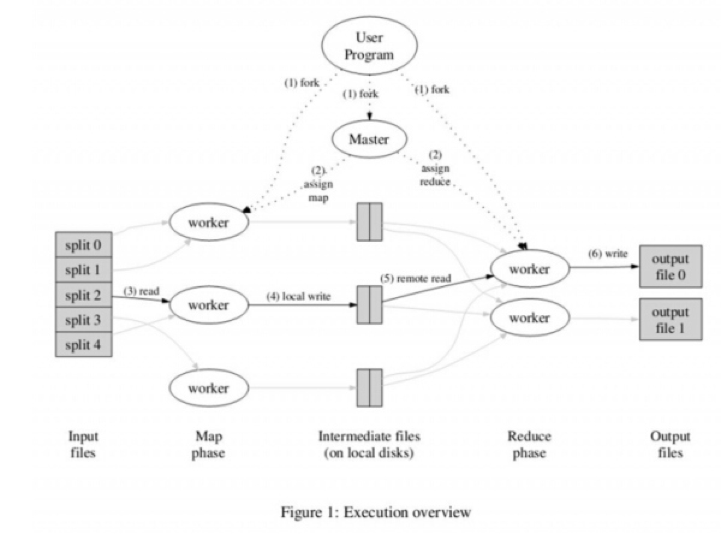 User
Program
(1) fork
(1) fork
(1) fork
Master
(2)
assign
map
(2)
assign
reduce
worker
split 0
split 1
split 2
split 3
split 4
(3) read
worker
(4) local write
(5) remote read
worker
(6) write
output
file 0
worker
output
file 1
worker
Input
files
Map
phase
Intermediate files
(on local disks)
Reduce
phase
Output
files
Figure 1: Execution overview